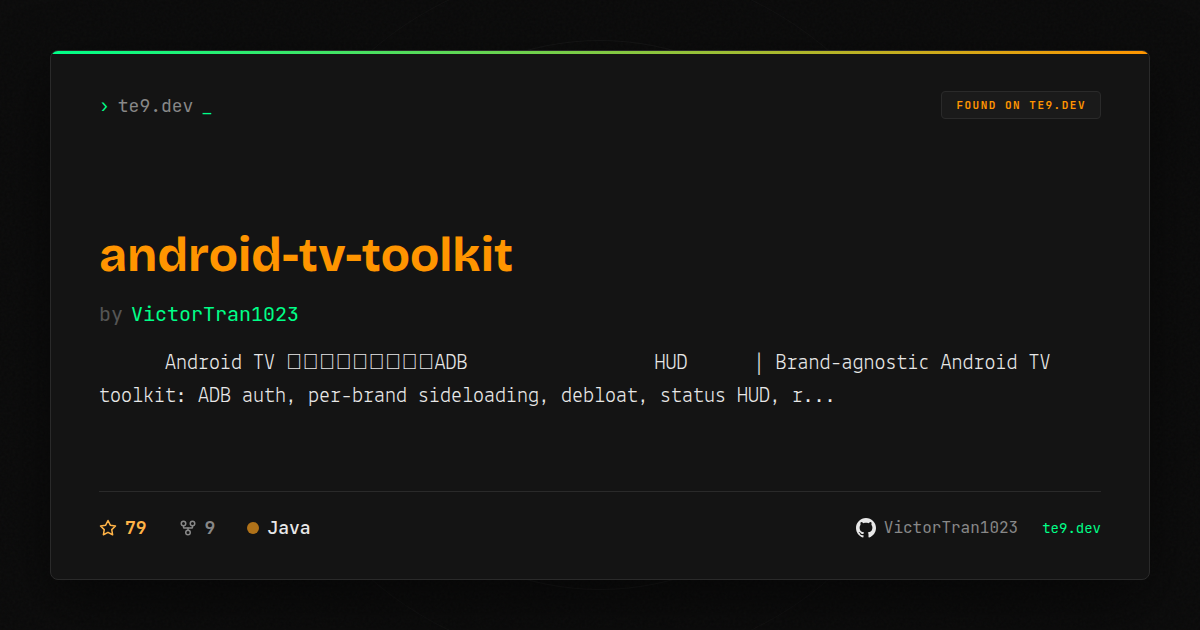 › te9.dev _
FOUND ON TE9.DEV
android-tv-toolkit
by VictorTran1023
Android TV □□□□□□□□□ADB HUD | Brand-agnostic Android TV
toolkit: ADB auth, per-brand sideloading, debloat, status HUD, r...
79
9
Java
VictorTran1023
te9.dev